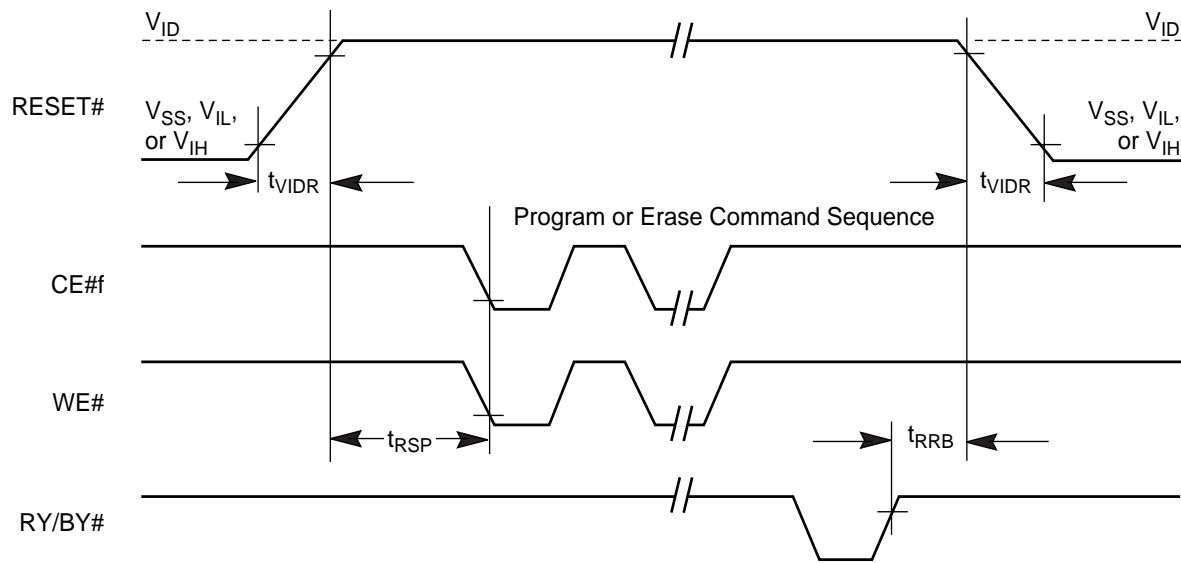 V_ID V_ID
RESET#
V_SS, V_IL, or V_IH
V_SS, V_IL, or V_IH
t_VIDR t_VIDR
Program or Erase Command Sequence
CE#f
WE#
t_RSP t_RRB
RY/BY#